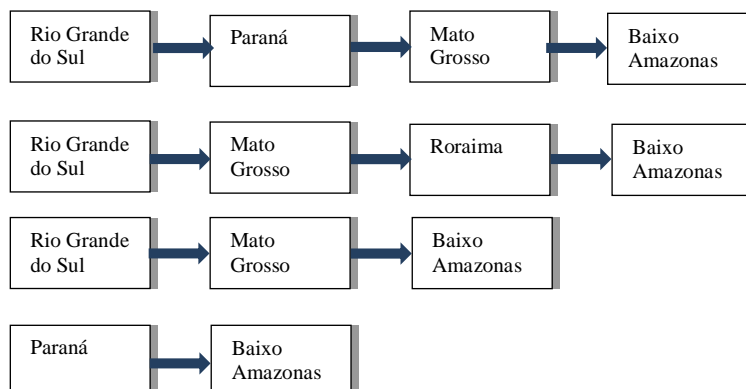 Rio Grande
do Sul
Paraná
Mato
Grosso
Baixo
Amazonas
Rio Grande
do Sul
Mato
Grosso
Roraima
Baixo
Amazonas
Rio Grande
do Sul
Mato
Grosso
Baixo
Amazonas
Paraná
Baixo
Amazonas